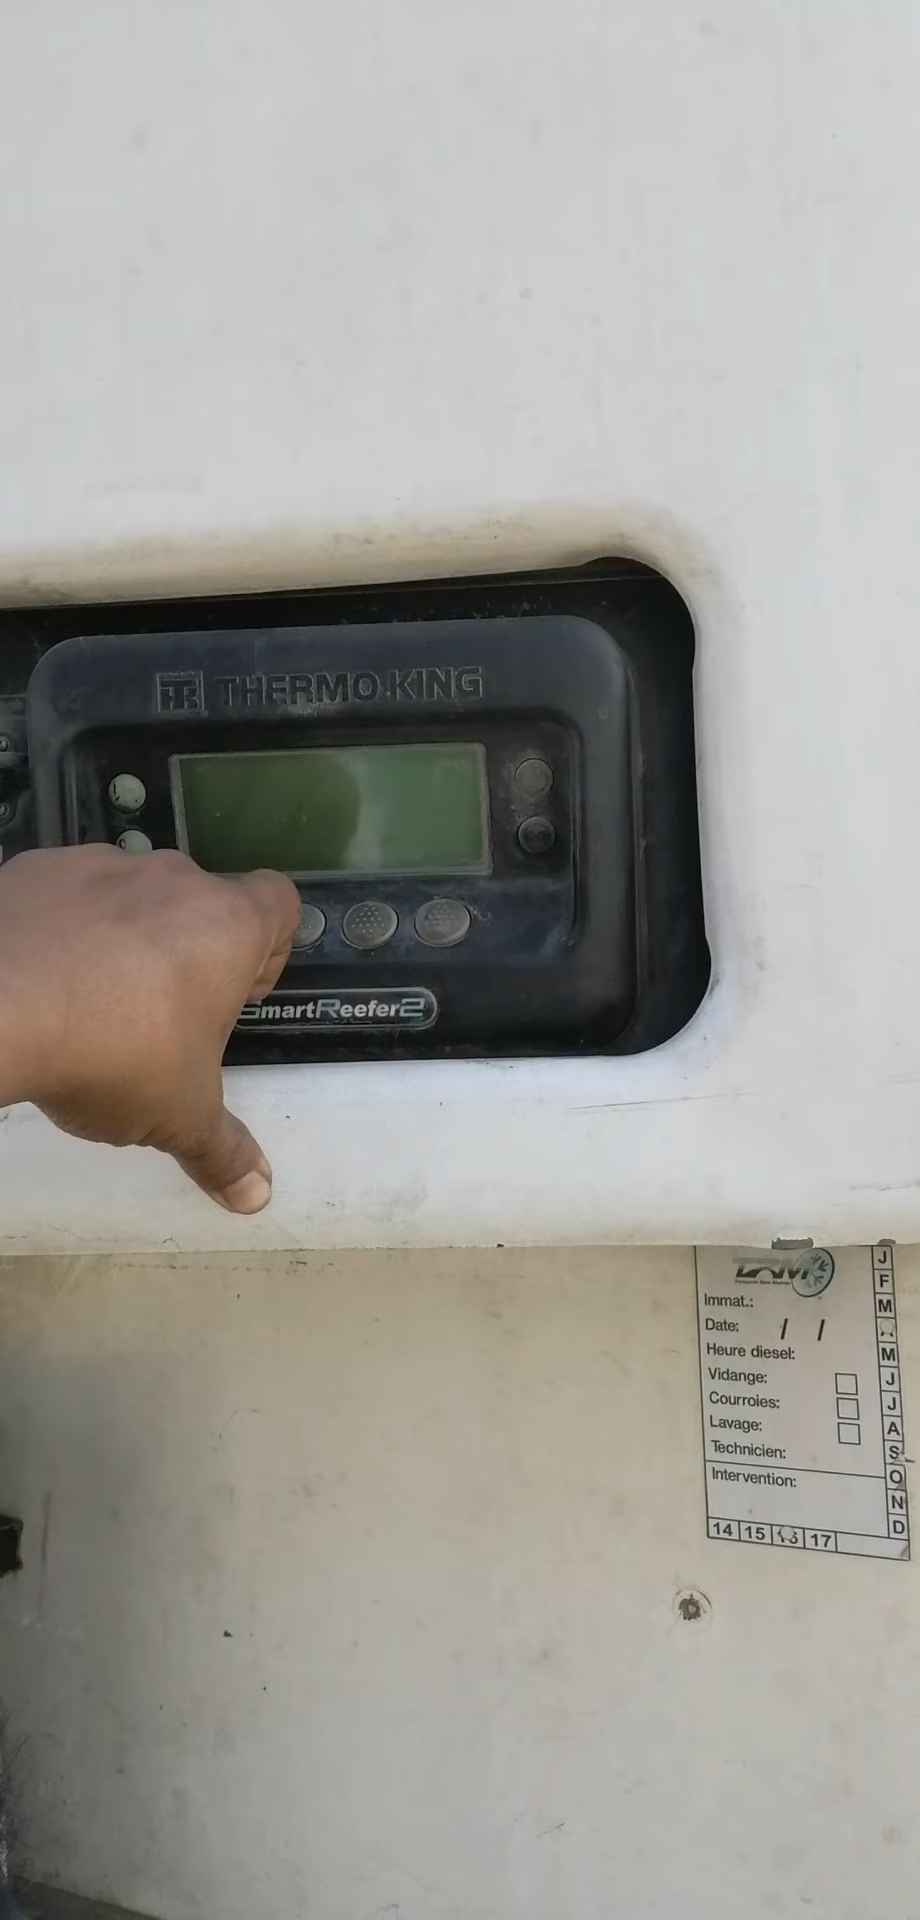 THERMO KING
SmartReefer2
Immat.:
Date: / /
Heure diesel:
Vidange:
Courroies:
Lavage:
Technicien:
Intervention:
14 15 16 17
J
F
M
M
J
J
A
S
O
N
D